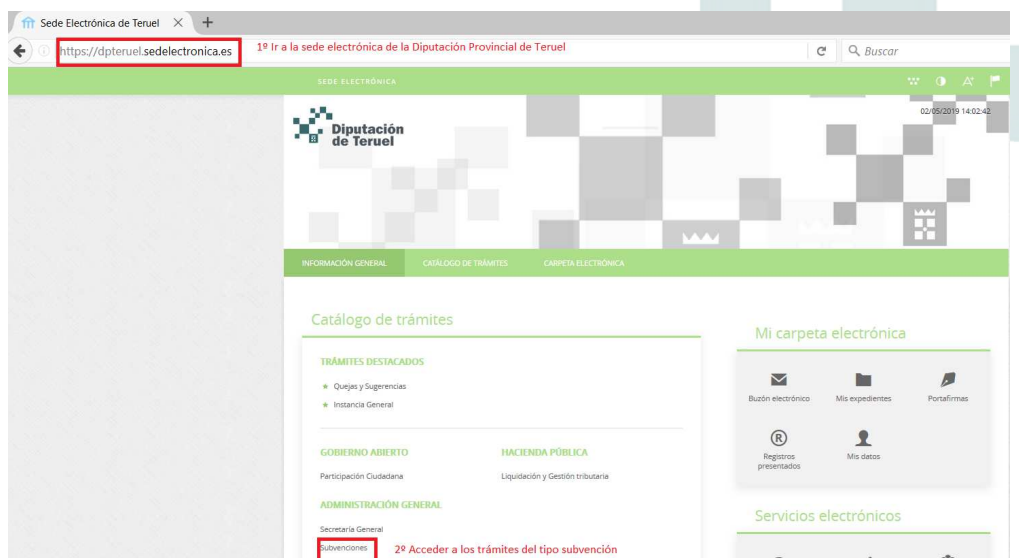 Sede Electrónica de Teruel
https://dpteruel.sedelectronica.es
1º Ir a la sede electrónica de la Diputación Provincial de Teruel
Buscar
SEDE ELECTRÓNICA
A+
02/05/2019 14:02:42
Diputación
de Teruel
INFORMACIÓN GENERAL CATÁLOGO DE TRÁMITES CARPETA ELECTRÓNICA
Catálogo de trámites
TRÁMITES DESTACADOS
Quejas y Sugerencias
Instancia General
GOBIERNO ABIERTO
Participación Ciudadana
HACIENDA PÚBLICA
Liquidación y Gestión tributaria
ADMINISTRACIÓN GENERAL
Secretaría General
Subvenciones
2º Acceder a los trámites del tipo subvención
Mi carpeta electrónica
Buzón electrónico
Mis expedientes
Portafirmas
R
Registros
presentados
Mis datos
Servicios electrónicos